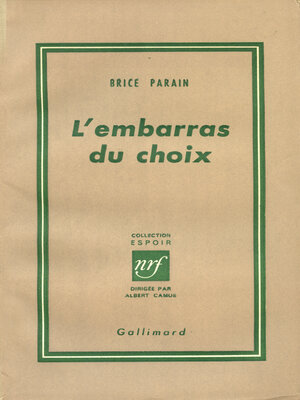 BRICE PARAIN
L'embarras
du choix
COLLECTION
ESPOIR
nrf
DIRIGÉE PAR
ALBERT CAMUS
Gallimard